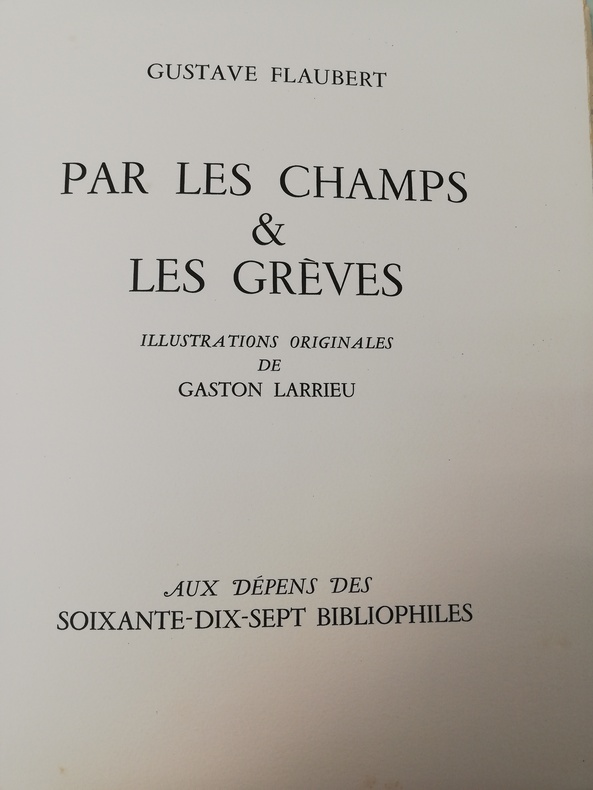 GUSTAVE FLAUBERT
PAR LES CHAMPS
&
LES GRÈVES
ILLUSTRATIONS ORIGINALES
DE
GASTON LARRIEU
AUX DÉPENS DES
SOIXANTE-DIX-SEPT BIBLIOPHILES